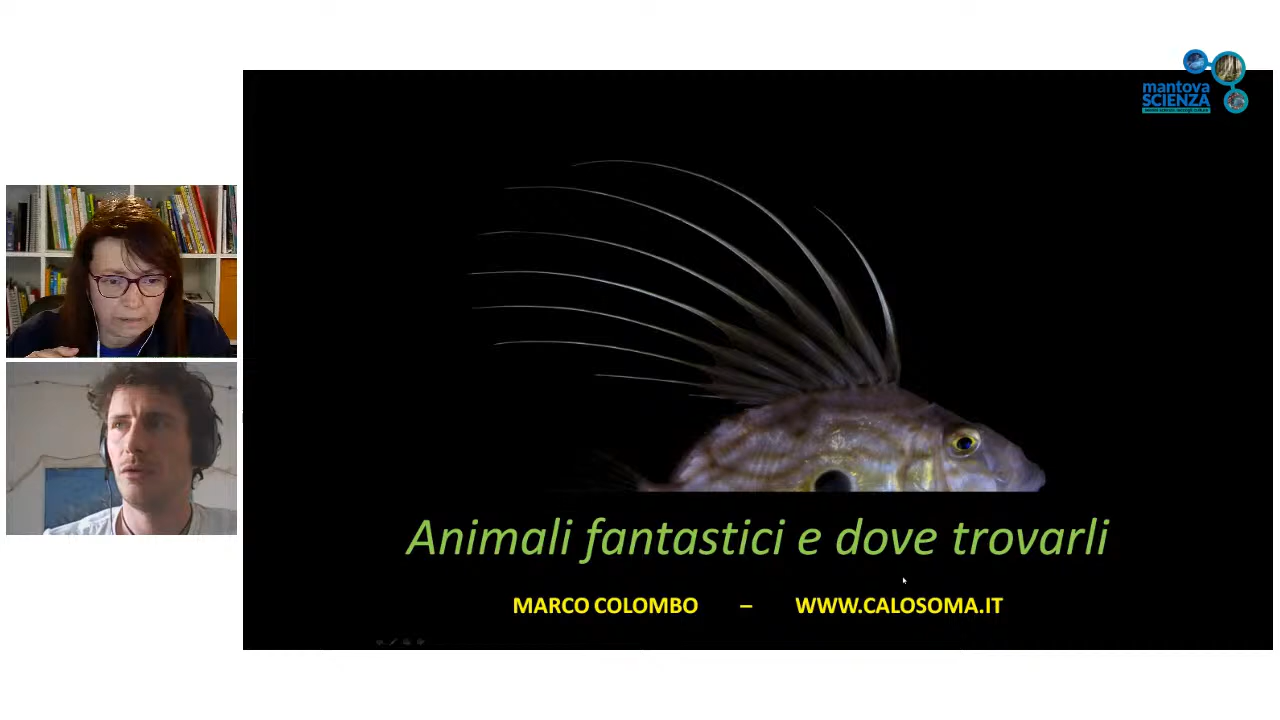 mantova
SCIENZA
Animali fantastici e dove trovarli
MARCO COLOMBO – WWW.CALOSOMA.IT